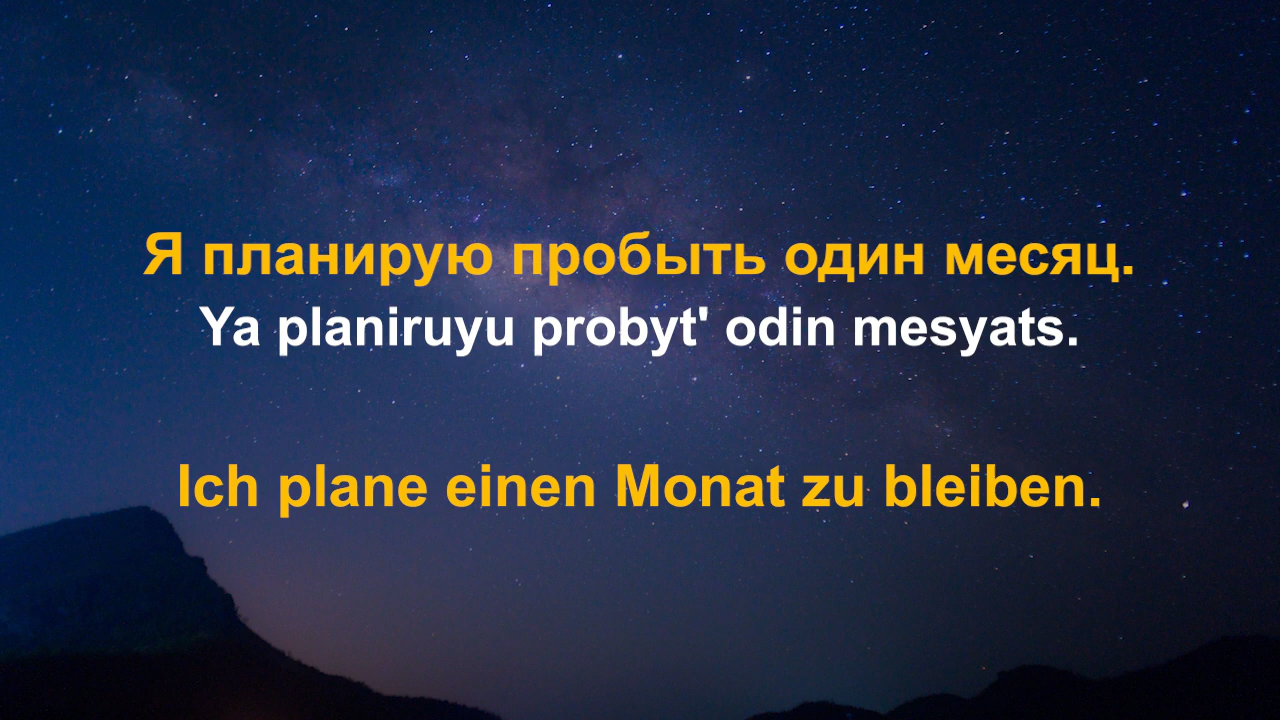 Я планирую пробыть один месяц.
Ya planiruyu probyt' odin mesyats.
Ich plane einen Monat zu bleiben.